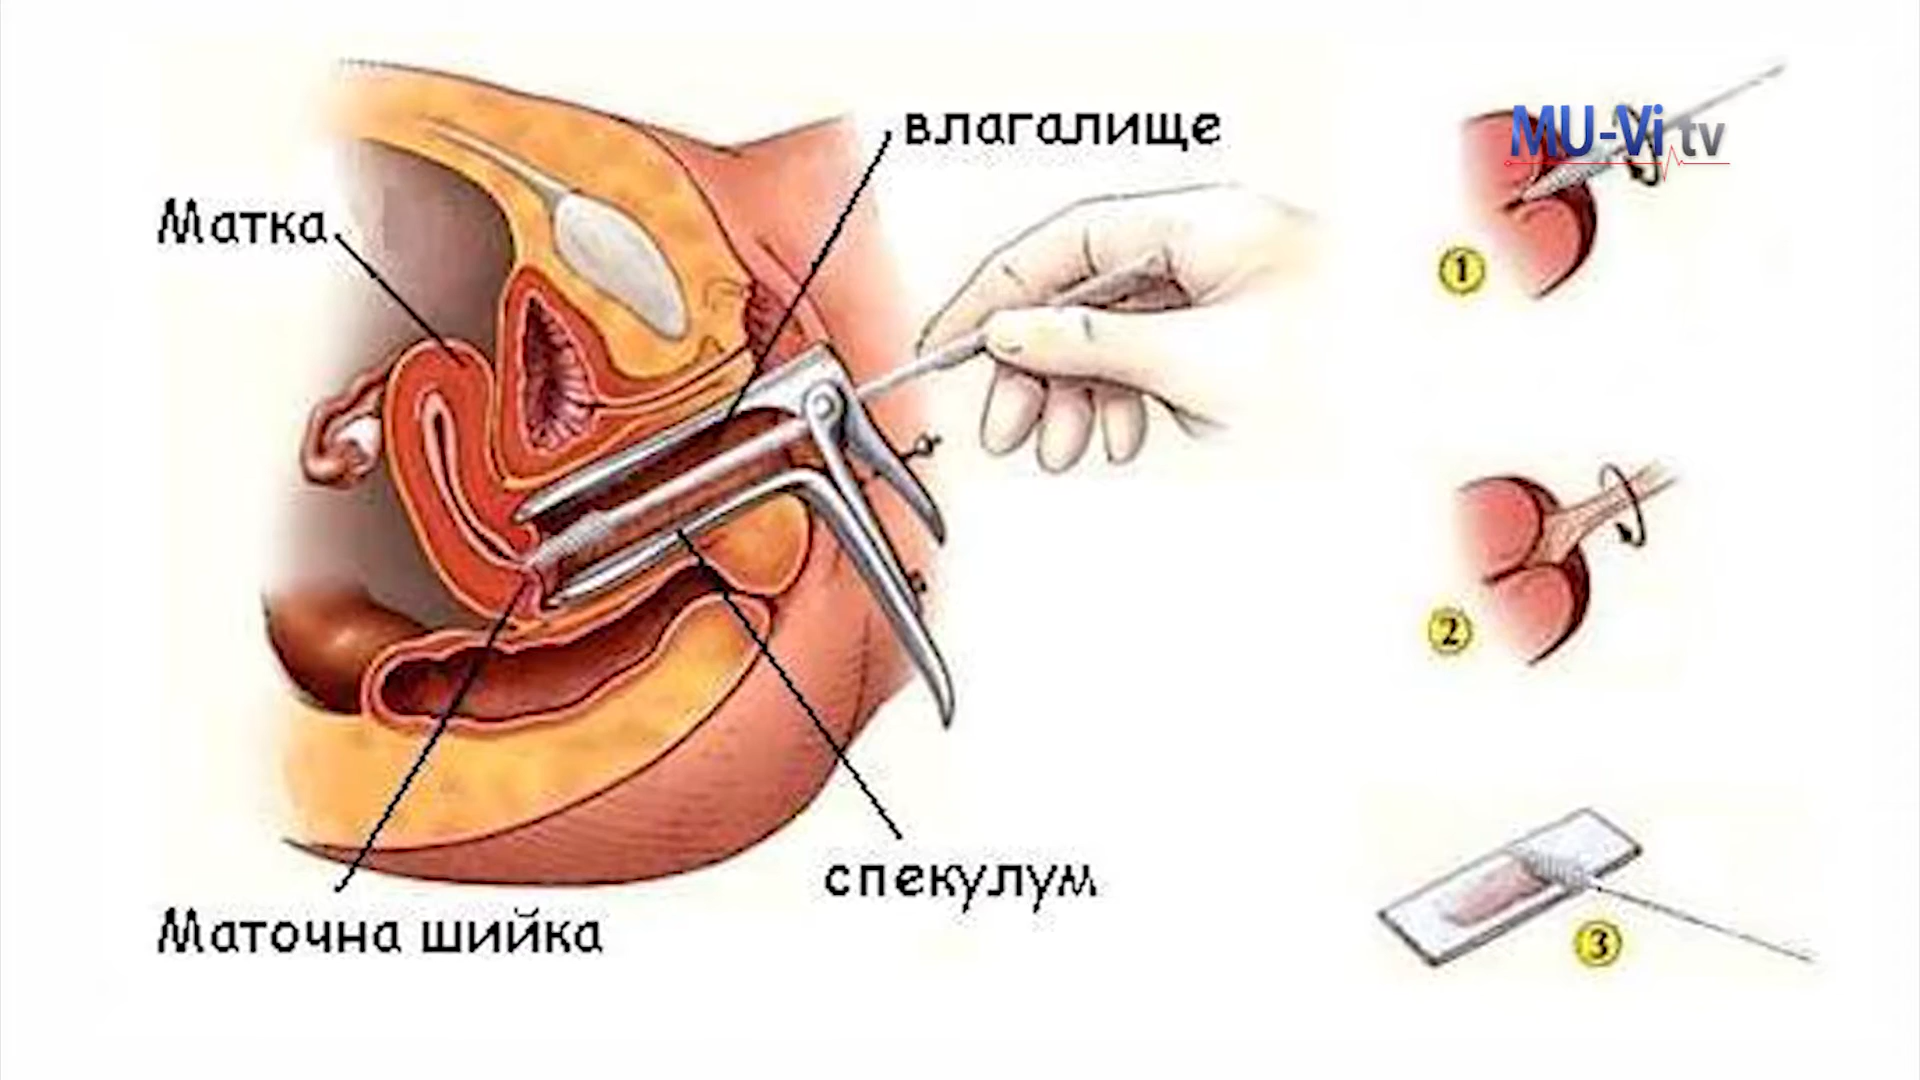 влагалище
MU-Vi tv
Матка
1
2
спекулум
Маточна шийка
3